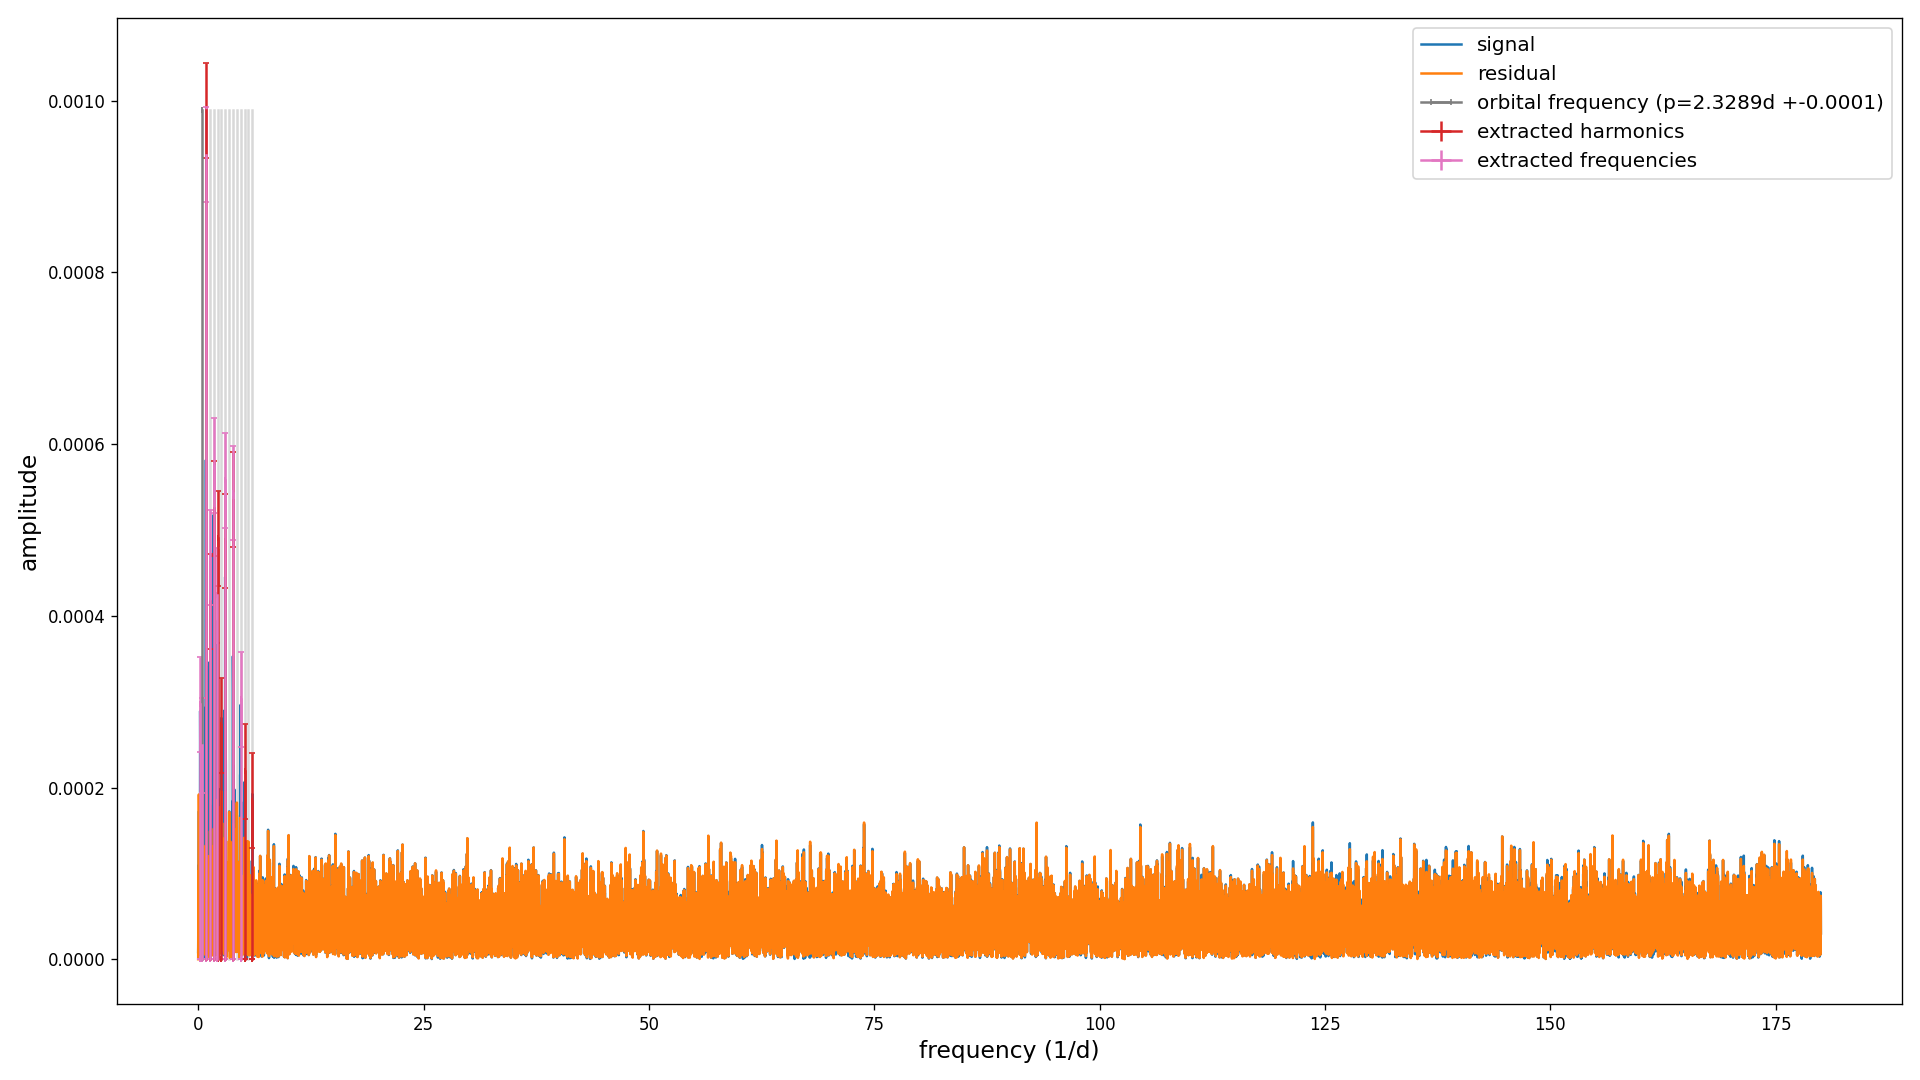 signal
residual
orbital frequency (p=2.3289d +-0.0001)
extracted harmonics
extracted frequencies
0.0010
0.0008
0.0006
0.0004
0.0002
0.0000
amplitude
0 25 50 75 100 125 150 175
frequency (1/d)